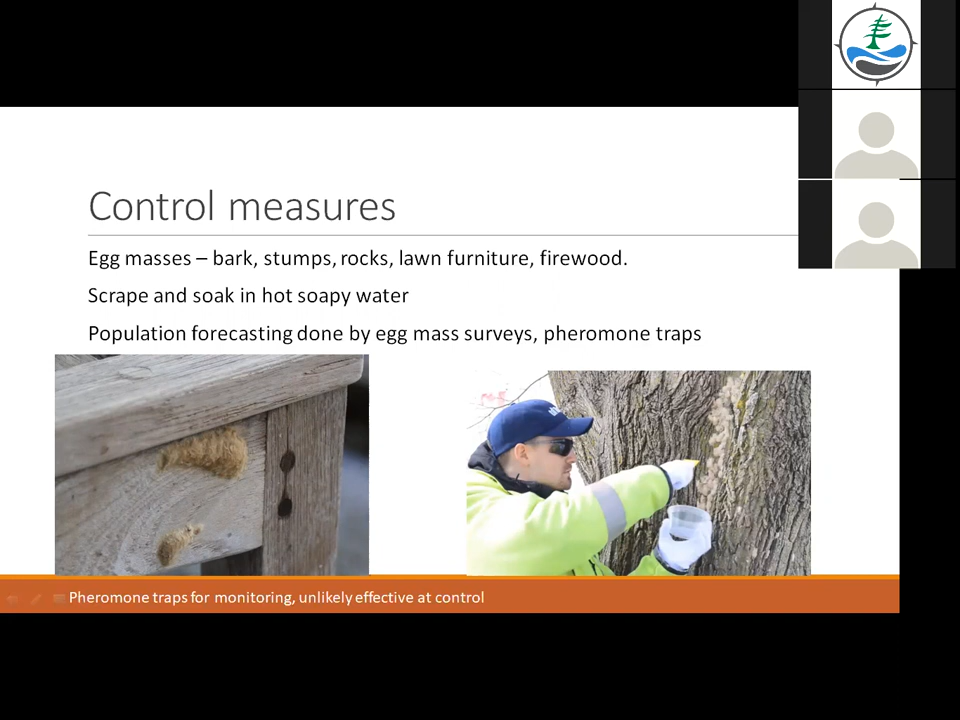 Control measures
Egg masses – bark, stumps, rocks, lawn furniture, firewood.
Scrape and soak in hot soapy water
Population forecasting done by egg mass surveys, pheromone traps
Pheromone traps for monitoring, unlikely effective at control